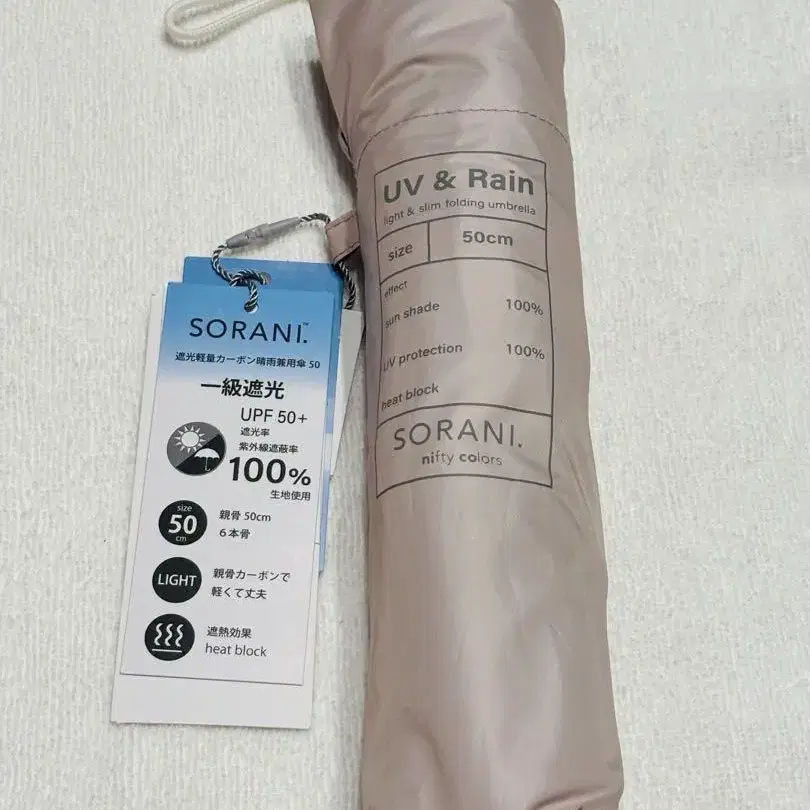 SORANI.™
遮光軽量カーボン晴雨兼用傘 50
一級遮光
UPF 50+
遮光率
紫外線遮蔽率
100%
生地使用
size
50
cm
親骨 50cm
6本骨
LIGHT
親骨カーボンで
軽くて丈夫
遮熱効果
heat block
UV & Rain
light & slim folding umbrella
size 50cm
effect
sun shade 100%
UV protection 100%
heat block
SORANI.
nifty colors